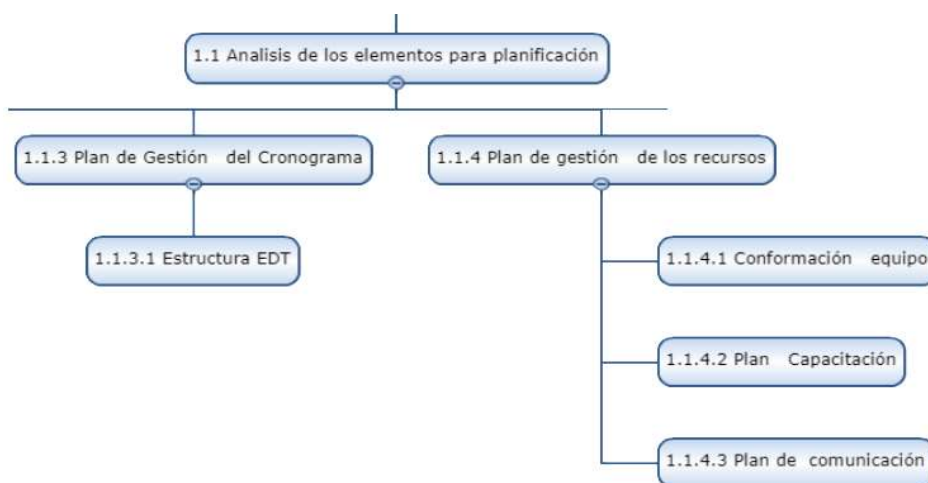 1.1 Analisis de los elementos para planificación
1.1.3 Plan de Gestión del Cronograma
1.1.4 Plan de gestión de los recursos
1.1.3.1 Estructura EDT
1.1.4.1 Conformación equipo
1.1.4.2 Plan Capacitación
1.1.4.3 Plan de comunicación